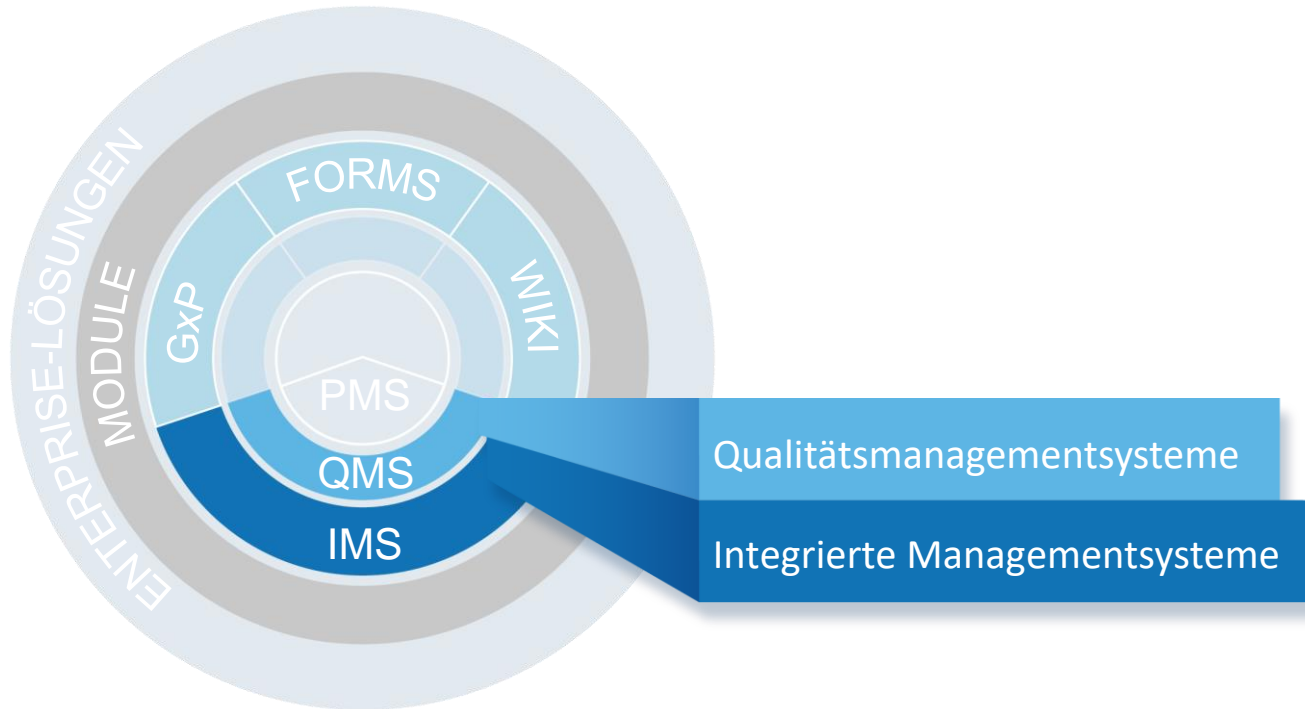 ENTERPRISE-LÖSUNGEN
MODULE
GxP
FORMS
WIKI
PMS
QMS
IMS
Qualitätsmanagementsysteme
Integrierte Managementsysteme